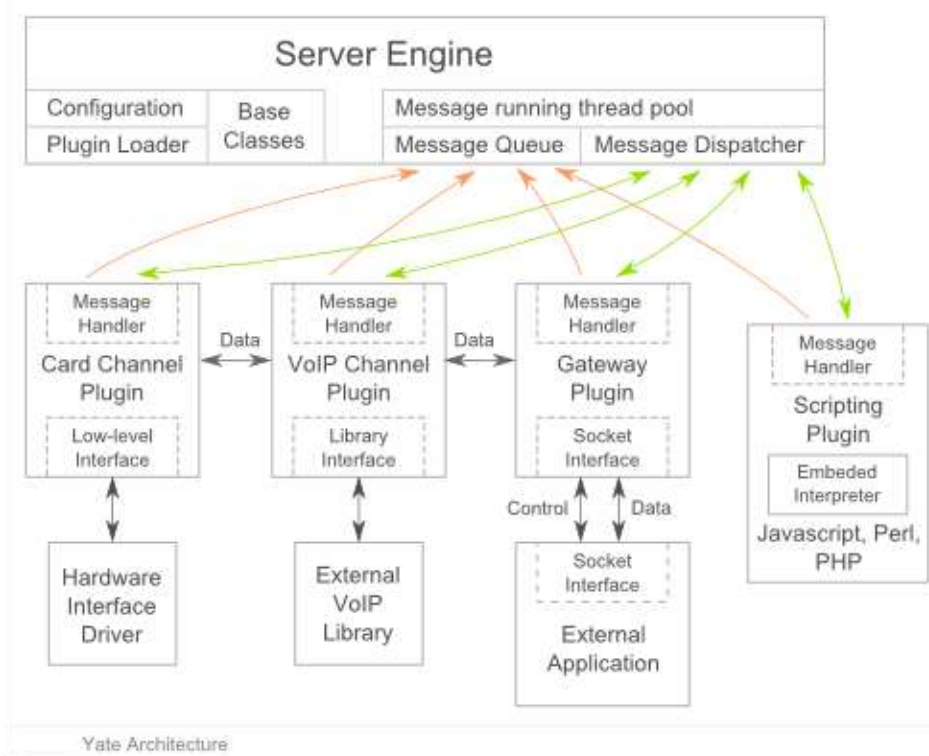 Server Engine
Configuration
Plugin Loader
Base
Classes
Message running thread pool
Message Queue
Message Dispatcher
Message
Handler
Card Channel
Plugin
Low-level
Interface
Data
Message
Handler
VoIP Channel
Plugin
Library
Interface
Data
Message
Handler
Gateway
Plugin
Socket
Interface
Message
Handler
Scripting
Plugin
Embeded
Interpreter
Javascript, Perl,
PHP
Control
Data
Hardware
Interface
Driver
External
VoIP
Library
Socket
Interface
External
Application
Yate Architecture